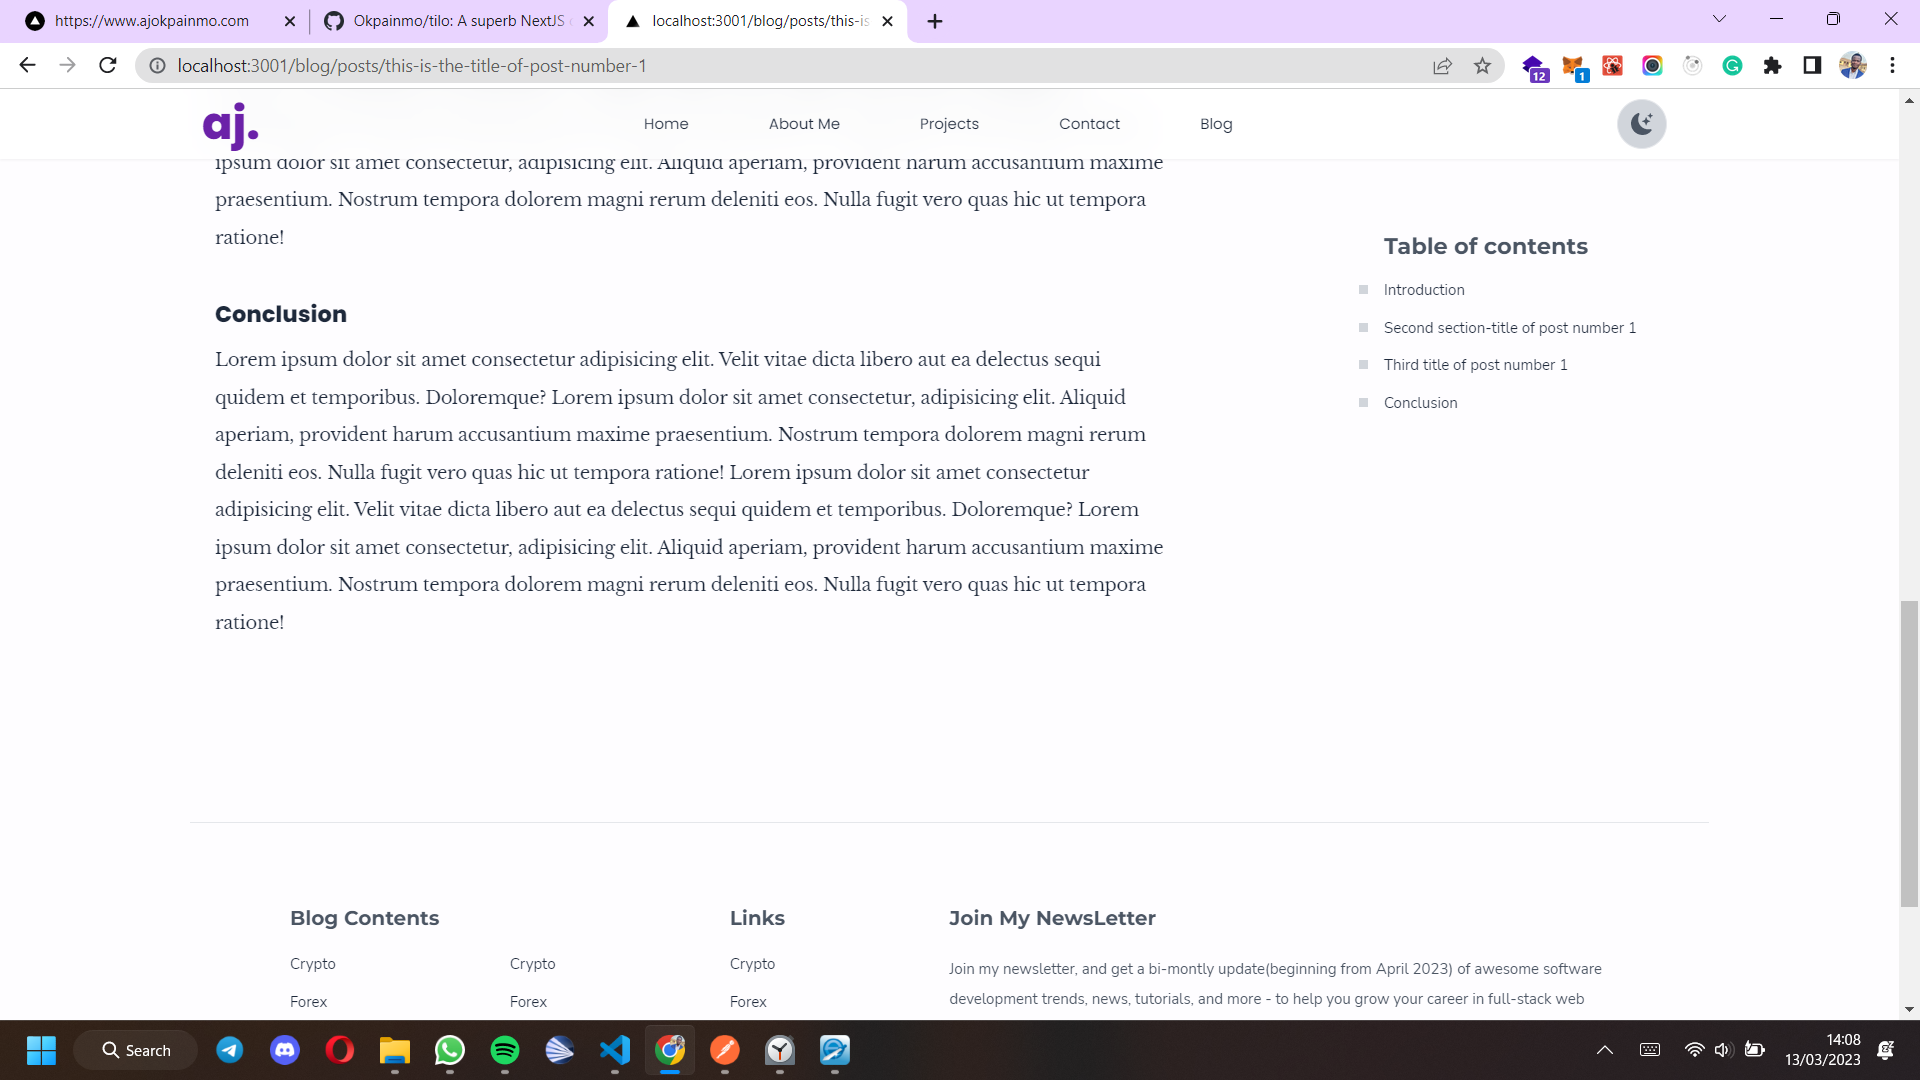 https://www.ajokpainmo.com
Okpainmo/tilo: A superb NextJS
localhost:3001/blog/posts/this-is
localhost:3001/blog/posts/this-is-the-title-of-post-number-1
12
1
aj.
Home
About Me
Projects
Contact
Blog
ipsum dolor sit amet consectetur, adipisicing elit. Aliquid aperiam, provident harum accusantium maxime
praesentium. Nostrum tempora dolorem magni rerum deleniti eos. Nulla fugit vero quas hic ut tempora
ratione!
Conclusion
Lorem ipsum dolor sit amet consectetur adipisicing elit. Velit vitae dicta libero aut ea delectus sequi
quidem et temporibus. Doloremque? Lorem ipsum dolor sit amet consectetur, adipisicing elit. Aliquid
aperiam, provident harum accusantium maxime praesentium. Nostrum tempora dolorem magni rerum
deleniti eos. Nulla fugit vero quas hic ut tempora ratione! Lorem ipsum dolor sit amet consectetur
adipisicing elit. Velit vitae dicta libero aut ea delectus sequi quidem et temporibus. Doloremque? Lorem
ipsum dolor sit amet consectetur, adipisicing elit. Aliquid aperiam, provident harum accusantium maxime
praesentium. Nostrum tempora dolorem magni rerum deleniti eos. Nulla fugit vero quas hic ut tempora
ratione!
Table of contents
Introduction
Second section-title of post number 1
Third title of post number 1
Conclusion
Blog Contents
Crypto
Forex
Crypto
Forex
Links
Crypto
Forex
Join My NewsLetter
Join my newsletter, and get a bi-montly update(beginning from April 2023) of awesome software
development trends, news, tutorials, and more - to help you grow your career in full-stack web
Search
14:08
13/03/2023